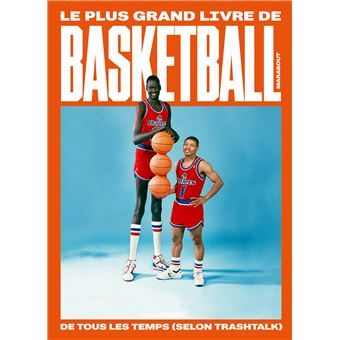 LE PLUS GRAND LIVRE DE
BASKETBALL
MARABOUT
DE TOUS LES TEMPS (SELON TRASHTALK)